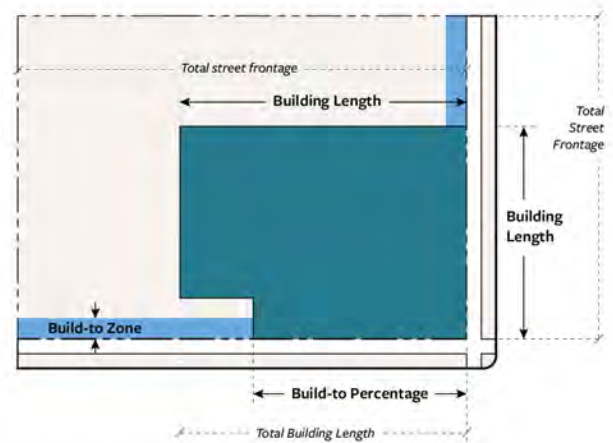 Total street frontage
Building Length
Total
Street
Frontage
Building
Length
Build-to Zone
Build-to Percentage
Total Building Length